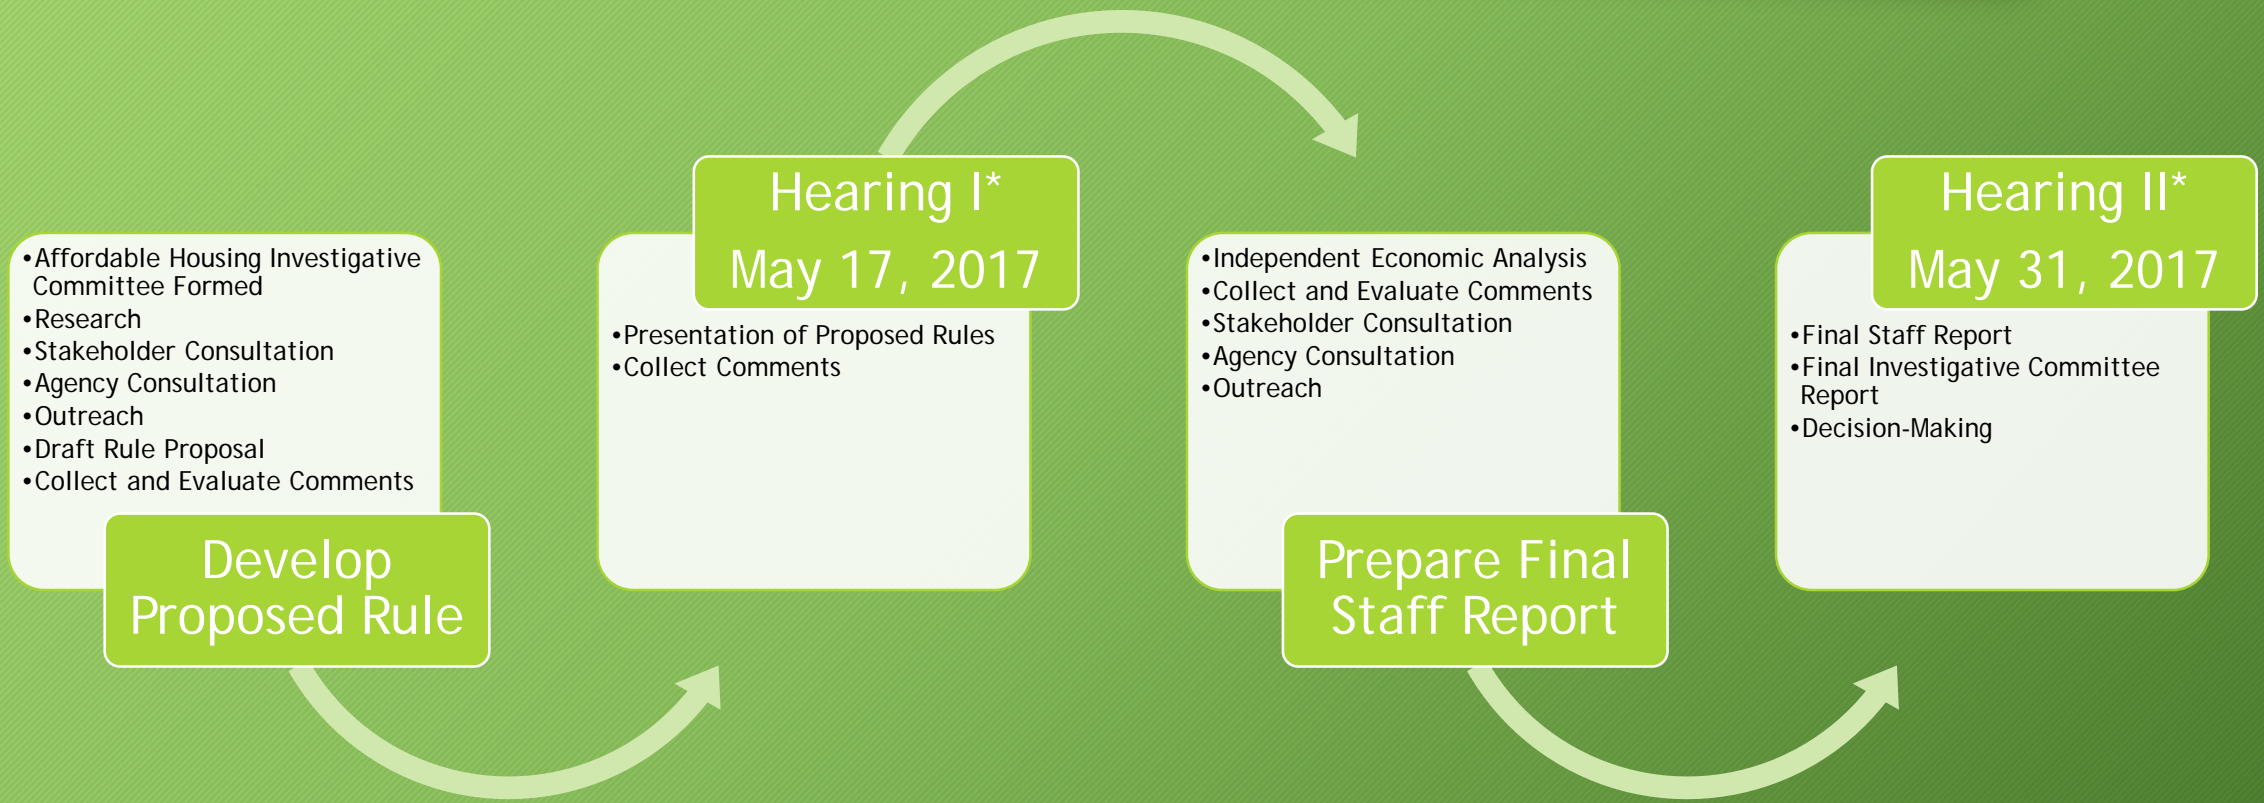 •Affordable Housing Investigative
Committee Formed
•Research
•Stakeholder Consultation
•Agency Consultation
•Outreach
•Draft Rule Proposal
•Collect and Evaluate Comments
Develop
Proposed Rule
Hearing I*
May 17, 2017
•Presentation of Proposed Rules
•Collect Comments
•Independent Economic Analysis
•Collect and Evaluate Comments
•Stakeholder Consultation
•Agency Consultation
•Outreach
Prepare Final
Staff Report
Hearing II*
May 31, 2017
•Final Staff Report
•Final Investigative Committee
Report
•Decision-Making